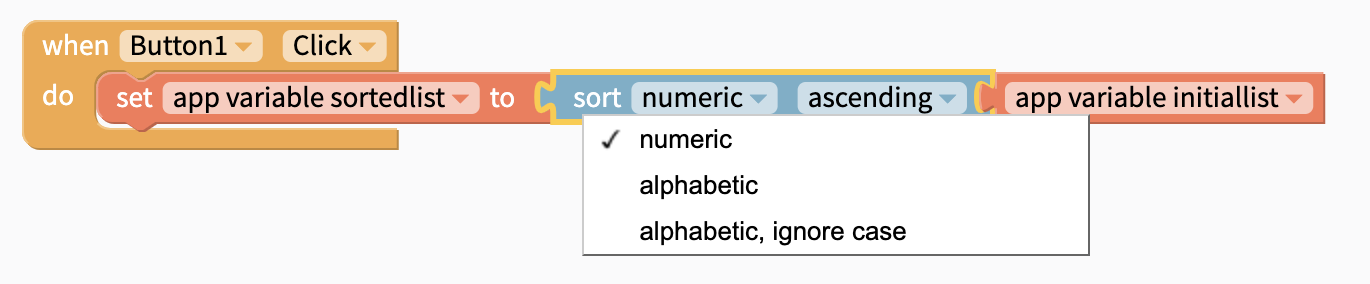 when Button1 Click
do set app variable sortedlist to sort numeric ascending app variable initiallist
✓ numeric
alphabetic
alphabetic, ignore case